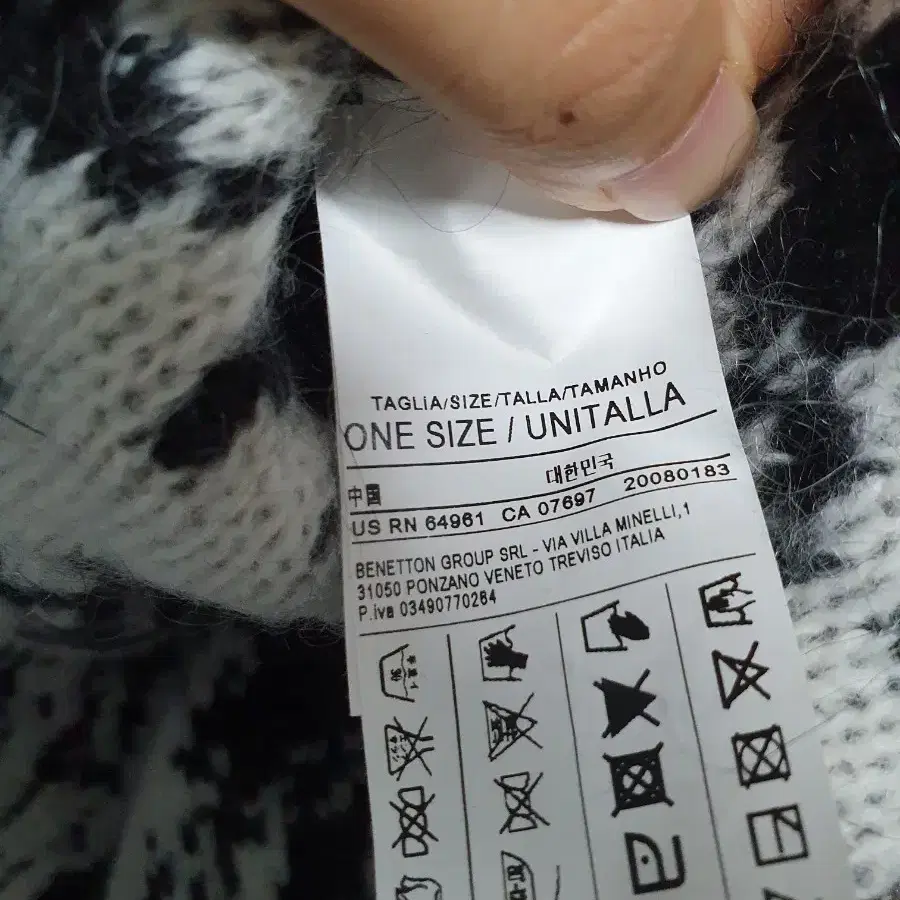 TAGLIA/SIZE/TALLA/TAMANHO
ONE SIZE / UNITALLA
中国 대한민국
US RN 64961 CA 07697 20080183
BENETTON GROUP SRL - VIA VILLA MINELLI,1
31050 PONZANO VENETO TREVISO ITALIA
P.iva 03490770264